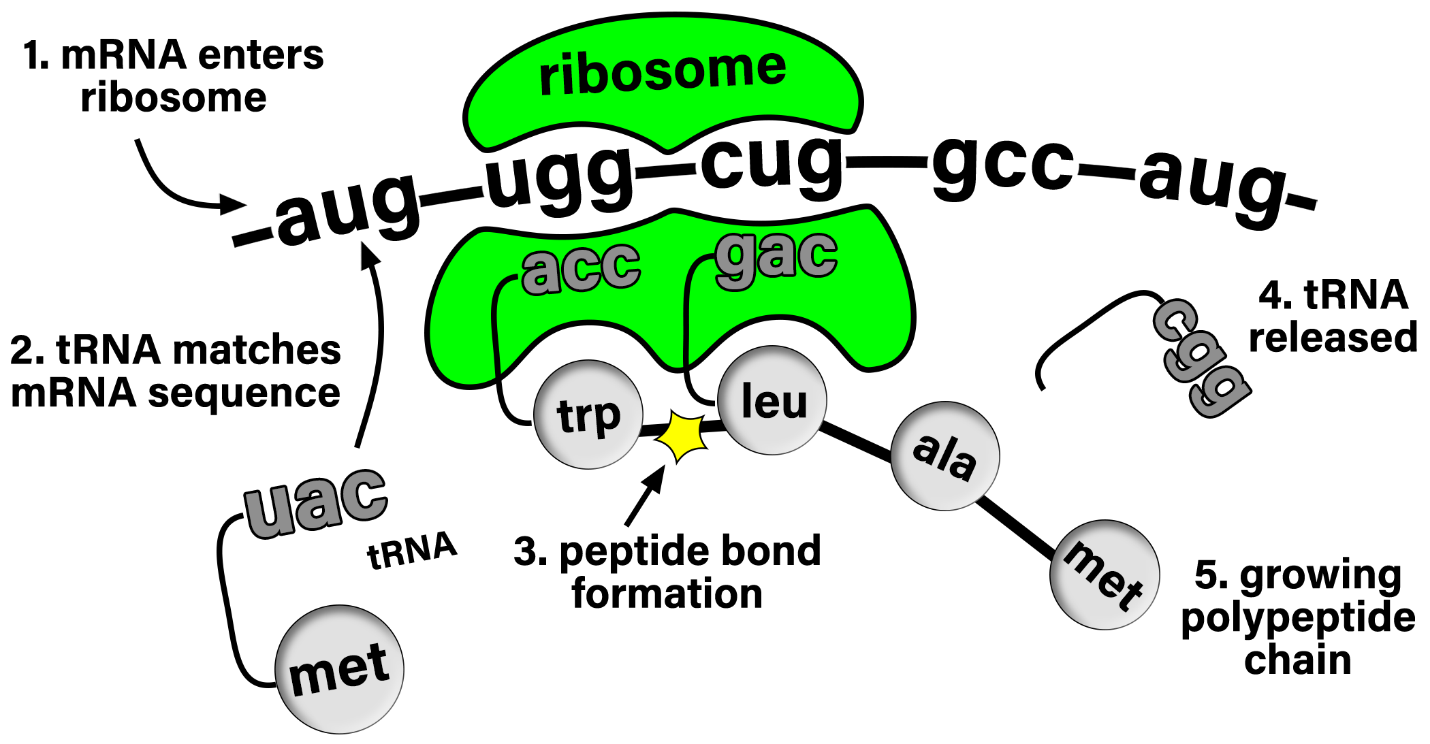 1. mRNA enters
ribosome
ribosome
–aug—ugg—cug—gcc—aug–
acc
gac
2. tRNA matches
mRNA sequence
4. tRNA
released
cgg
trp
leu
ala
met
uac
tRNA
met
3. peptide bond
formation
5. growing
polypeptide
chain